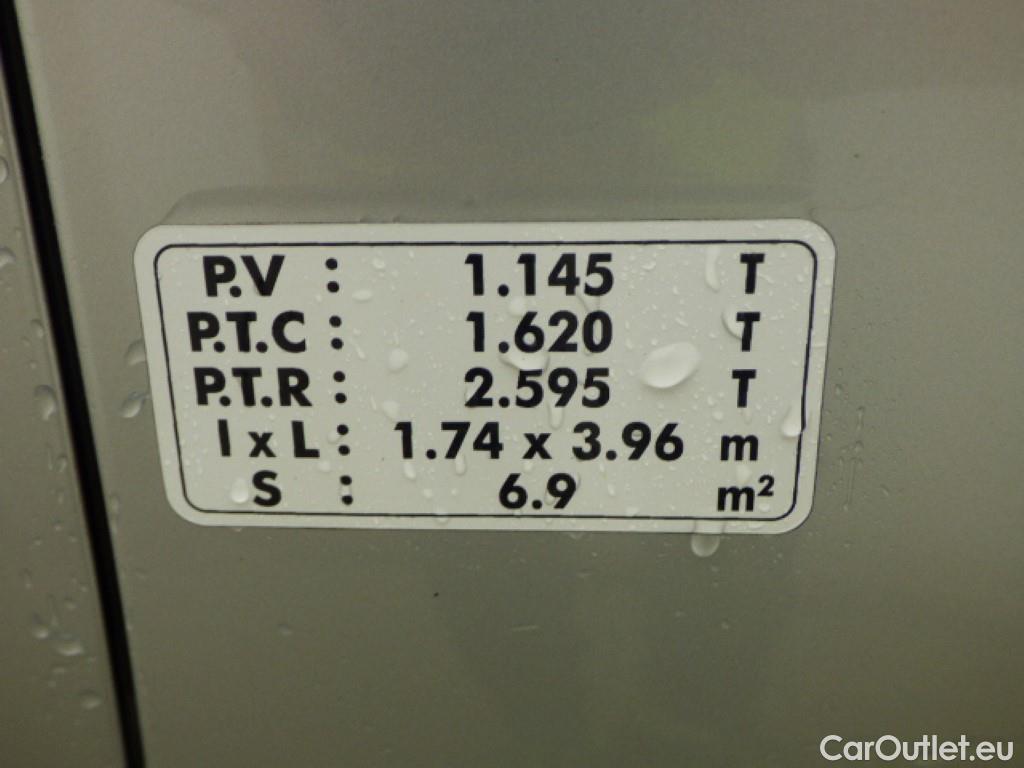 P.V : 1.145 T
P.T.C : 1.620 T
P.T.R : 2.595 T
l x L : 1.74 x 3.96 m
S : 6.9 m²
CarOutlet.eu